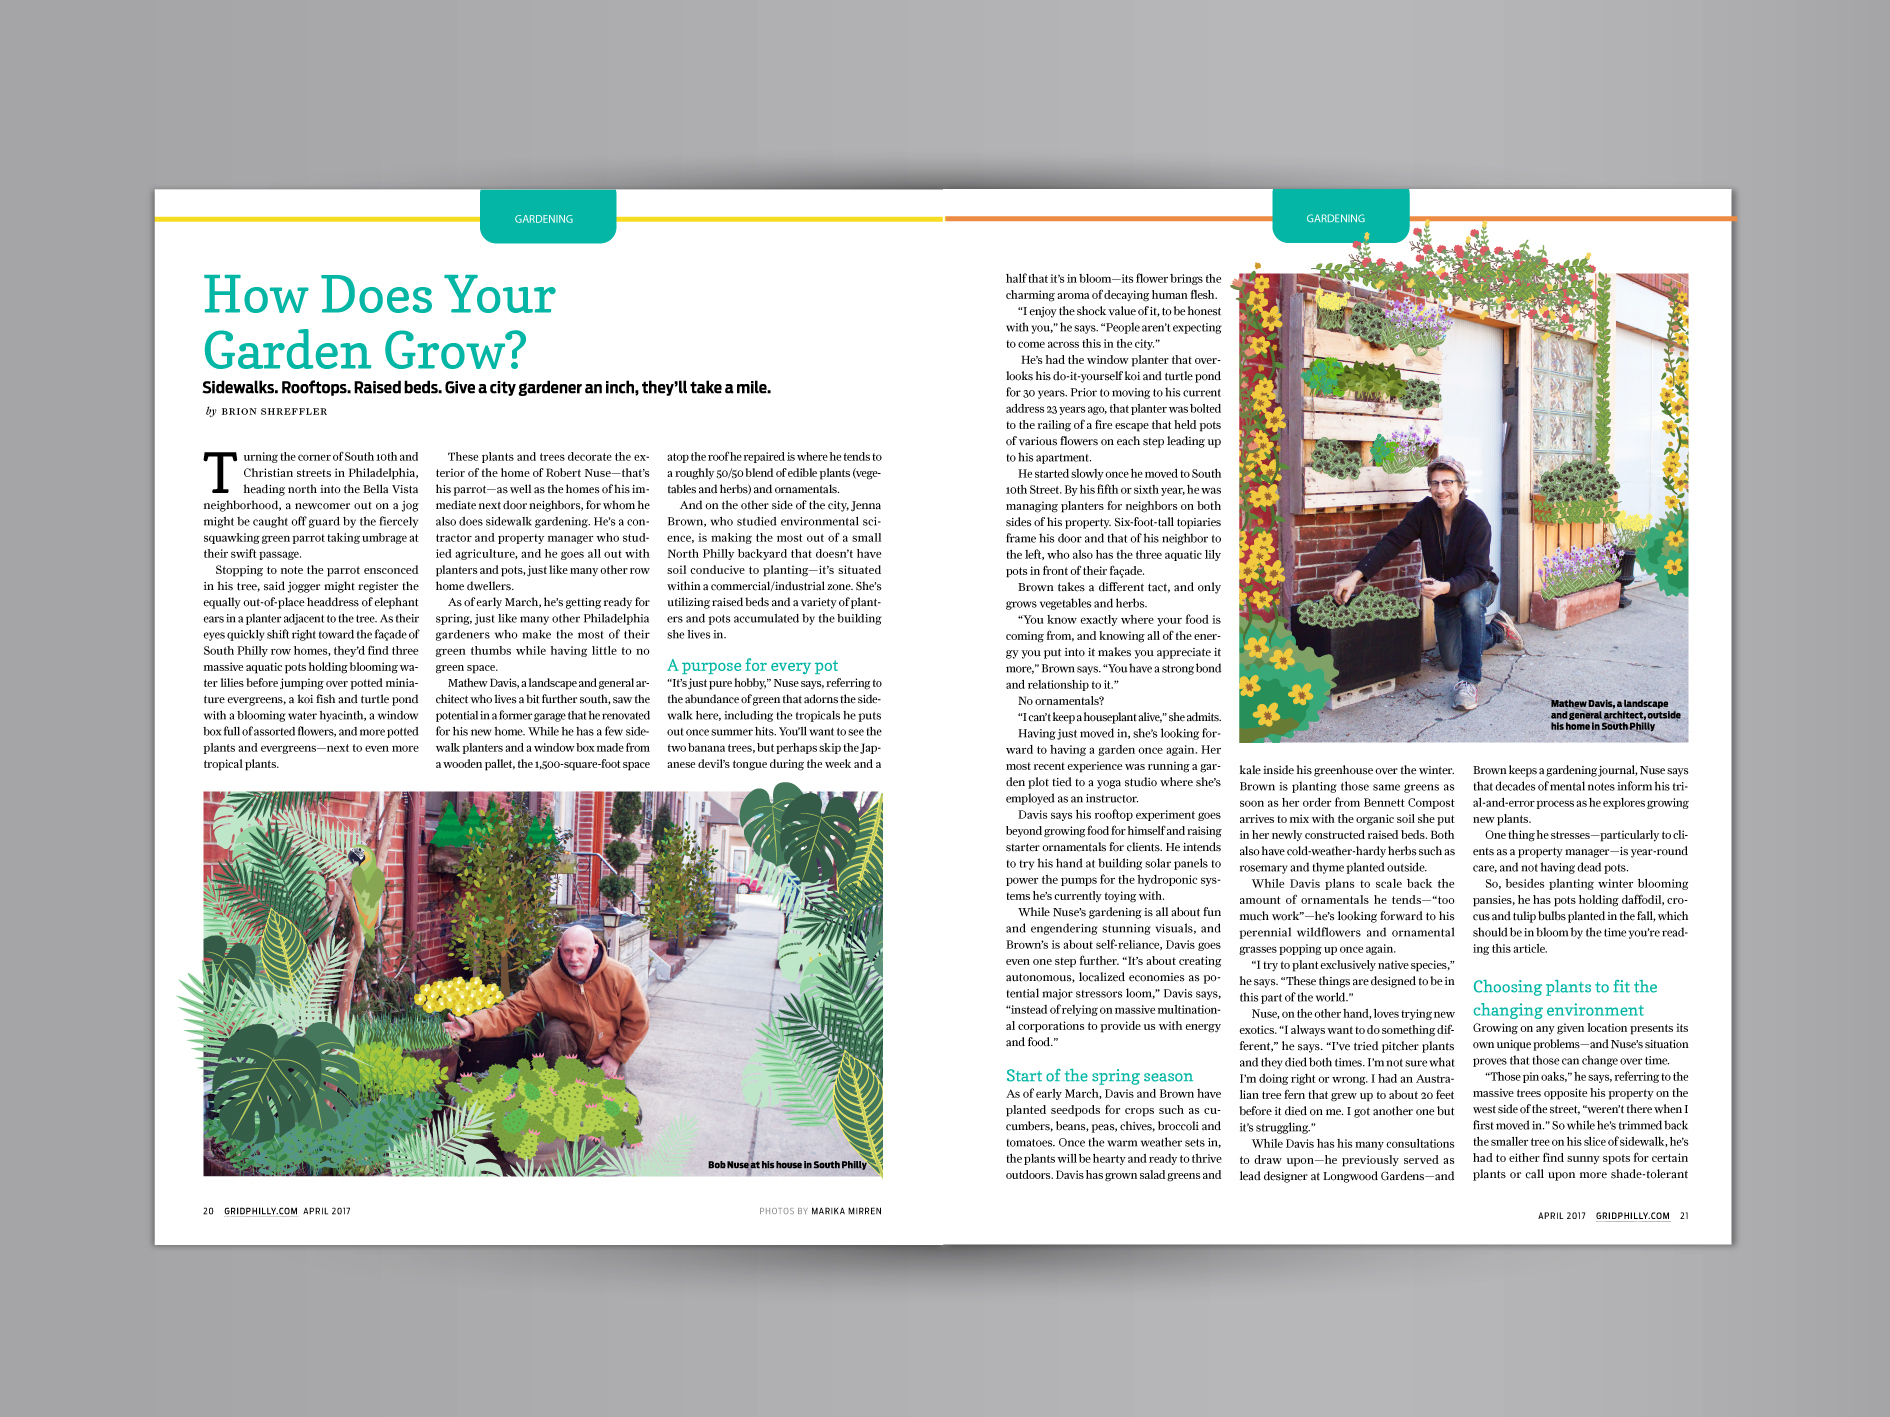 GARDENING
How Does Your
Garden Grow?
Sidewalks. Rooftops. Raised beds. Give a city gardener an inch, they'll take a mile.
by BRION SHREFFLER
Turning the corner of South 10th and
Christian streets in Philadelphia,
heading north into the Bella Vista
neighborhood, a newcomer out on a jog
might be caught off guard by the fiercely
squawking green parrot taking umbrage at
their swift passage.
Stopping to note the parrot ensconced
in his tree, said jogger might register the
equally out-of-place headdress of elephant
ears in a planter adjacent to the tree. As their
eyes quickly shift right toward the façade of
South Philly row homes, they'd find three
massive aquatic pots holding blooming wa-
ter lilies before jumping over potted minia-
ture evergreens, a koi fish and turtle pond
with a blooming water hyacinth, a window
box full of assorted flowers, and more potted
plants and evergreens—next to even more
tropical plants.
These plants and trees decorate the ex-
terior of the home of Robert Nuse—that's
his parrot—as well as the homes of his im-
mediate next door neighbors, for whom he
also does sidewalk gardening. He's a con-
tractor and property manager who stud-
ied agriculture, and he goes all out with
planters and pots, just like many other row
home dwellers.
As of early March, he's getting ready for
spring, just like many other Philadelphia
gardeners who make the most of their
green thumbs while having little to no
green space.
Mathew Davis, a landscape and general ar-
chitect who lives a bit further south, saw the
potential in a former garage that he renovated
for his new home. While he has a few side-
walk planters and a window box made from
a wooden pallet, the 1,500-square-foot space
atop the roof he repaired is where he tends to
a roughly 50/50 blend of edible plants (vege-
tables and herbs) and ornamentals.
And on the other side of the city, Jenna
Brown, who studied environmental sci-
ence, is making the most out of a small
North Philly backyard that doesn't have
soil conducive to planting—it's situated
within a commercial/industrial zone. She's
utilizing raised beds and a variety of plant-
ers and pots accumulated by the building
she lives in.
A purpose for every pot
"It's just pure hobby," Nuse says, referring to
the abundance of green that adorns the side-
walk here, including the tropicals he puts
out once summer hits. You'll want to see the
two banana trees, but perhaps skip the Jap-
anese devil's tongue during the week and a
Bob Nuse at his house in South Philly
20 GRIDPHILLY.COM APRIL 2017
PHOTOS BY MARIKA MIRREN
GARDENING
half that it's in bloom—its flower brings the
charming aroma of decaying human flesh.
"I enjoy the shock value of it, to be honest
with you," he says. "People aren't expecting
to come across this in the city."
He's had the window planter that over-
looks his do-it-yourself koi and turtle pond
for 30 years. Prior to moving to his current
address 23 years ago, that planter was bolted
to the railing of a fire escape that held pots
of various flowers on each step leading up
to his apartment.
He started slowly once he moved to South
10th Street. By his fifth or sixth year, he was
managing planters for neighbors on both
sides of his property. Six-foot-tall topiaries
frame his door and that of his neighbor to
the left, who also has the three aquatic lily
pots in front of their façade.
Brown takes a different tact, and only
grows vegetables and herbs.
"You know exactly where your food is
coming from, and knowing all of the ener-
gy you put into it makes you appreciate it
more," Brown says. "You have a strong bond
and relationship to it."
No ornamentals?
"I can't keep a houseplant alive," she admits.
Having just moved in, she's looking for-
ward to having a garden once again. Her
most recent experience was running a gar-
den plot tied to a yoga studio where she's
employed as an instructor.
Davis says his rooftop experiment goes
beyond growing food for himself and raising
starter ornamentals for clients. He intends
to try his hand at building solar panels to
power the pumps for the hydroponic sys-
tems he's currently toying with.
While Nuse's gardening is all about fun
and engendering stunning visuals, and
Brown's is about self-reliance, Davis goes
even one step further. "It's about creating
autonomous, localized economies as po-
tential major stressors loom," Davis says,
"instead of relying on massive multination-
al corporations to provide us with energy
and food."
Start of the spring season
As of early March, Davis and Brown have
planted seedpods for crops such as cu-
cumbers, beans, peas, chives, broccoli and
tomatoes. Once the warm weather sets in,
the plants will be hearty and ready to thrive
outdoors. Davis has grown salad greens and
Mathew Davis, a landscape
and general architect, outside
his home in South Philly
kale inside his greenhouse over the winter.
Brown is planting those same greens as
soon as her order from Bennett Compost
arrives to mix with the organic soil she put
in her newly constructed raised beds. Both
also have cold-weather-hardy herbs such as
rosemary and thyme planted outside.
While Davis plans to scale back the
amount of ornamentals he tends—"too
much work"—he's looking forward to his
perennial wildflowers and ornamental
grasses popping up once again.
"I try to plant exclusively native species,"
he says. "These things are designed to be in
this part of the world."
Nuse, on the other hand, loves trying new
exotics. "I always want to do something dif-
ferent," he says. "I've tried pitcher plants
and they died both times. I'm not sure what
I'm doing right or wrong. I had an Austra-
lian tree fern that grew up to about 20 feet
before it died on me. I got another one but
it's struggling."
While Davis has his many consultations
to draw upon—he previously served as
lead designer at Longwood Gardens—and
Brown keeps a gardening journal, Nuse says
that decades of mental notes inform his tri-
al-and-error process as he explores growing
new plants.
One thing he stresses—particularly to cli-
ents as a property manager—is year-round
care, and not having dead pots.
So, besides planting winter blooming
pansies, he has pots holding daffodil, cro-
cus and tulip bulbs planted in the fall, which
should be in bloom by the time you're read-
ing this article.
Choosing plants to fit the
changing environment
Growing on any given location presents its
own unique problems—and Nuse's situation
proves that those can change over time.
"Those pin oaks," he says, referring to the
massive trees opposite his property on the
west side of the street, "weren't there when I
first moved in." So while he's trimmed back
the smaller tree on his slice of sidewalk, he's
had to either find sunny spots for certain
plants or call upon more shade-tolerant
APRIL 2017 GRIDPHILLY.COM 21